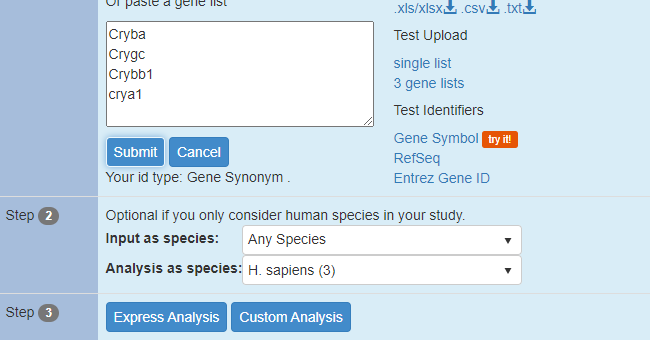 Or paste a gene list
.xls/xlsx .csv .txt
Cryba
Crygc
Crybb1
crya1
Test Upload
single list
3 gene lists
Test Identifiers
Gene Symbol try it!
RefSeq
Entrez Gene ID
Submit Cancel
Your id type: Gene Synonym .
Step 2
Optional if you only consider human species in your study.
Input as species: Any Species
Analysis as species: H. sapiens (3)
Step 3
Express Analysis Custom Analysis